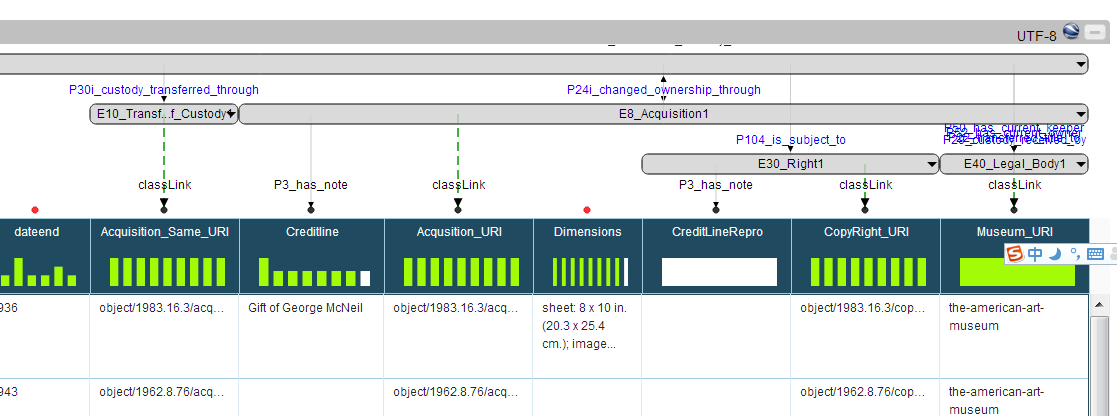 UTF-8
P30i_custody_transferred_through
P24i_changed_ownership_through
E10_Transf...f_Custody1
E8_Acquisition1
P104_is_subject_to
E30_Right1
E40_Legal_Body1
classLink
P3_has_note
classLink
P3_has_note
classLink
classLink
dateend
Acquisition_Same_URI
Creditline
Acqusition_URI
Dimensions
CreditLineRepro
CopyRight_URI
Museum_URI
中
936
object/1983.16.3/acq...
Gift of George McNeil
object/1983.16.3/acq...
sheet: 8 x 10 in.
(20.3 x 25.4
cm.); image...
object/1983.16.3/cop...
the-american-art-
museum
943
object/1962.8.76/acq...
object/1962.8.76/acq...
object/1962.8.76/cop...
the-american-art-
museum